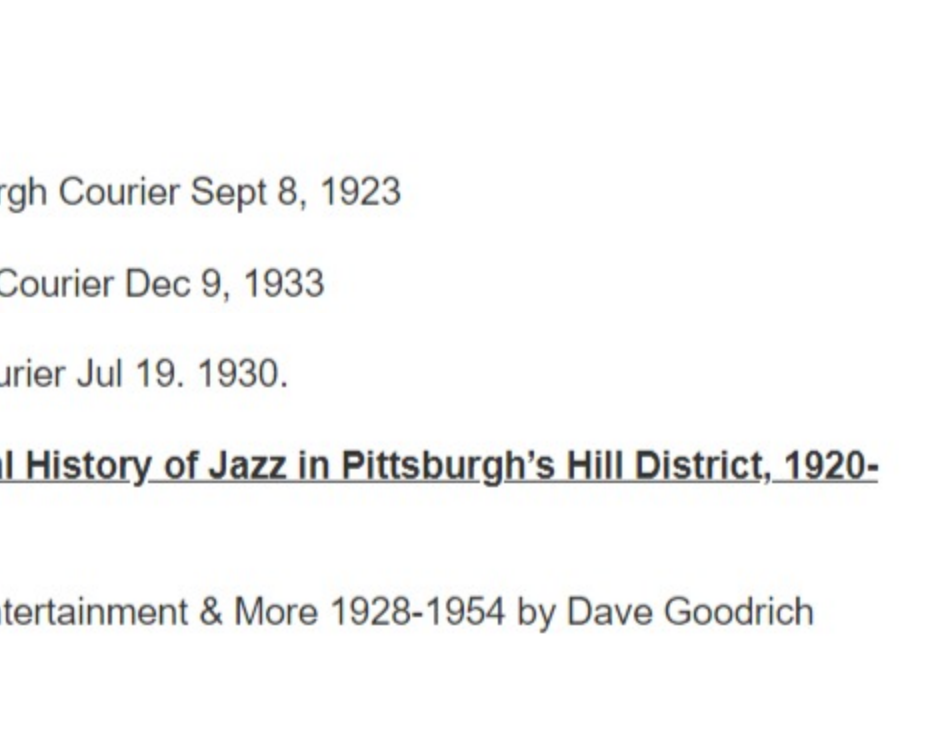 rgh Courier Sept 8, 1923
Courier Dec 9, 1933
urier Jul 19. 1930.
l History of Jazz in Pittsburgh’s Hill District, 1920-
ntertainment & More 1928-1954 by Dave Goodrich